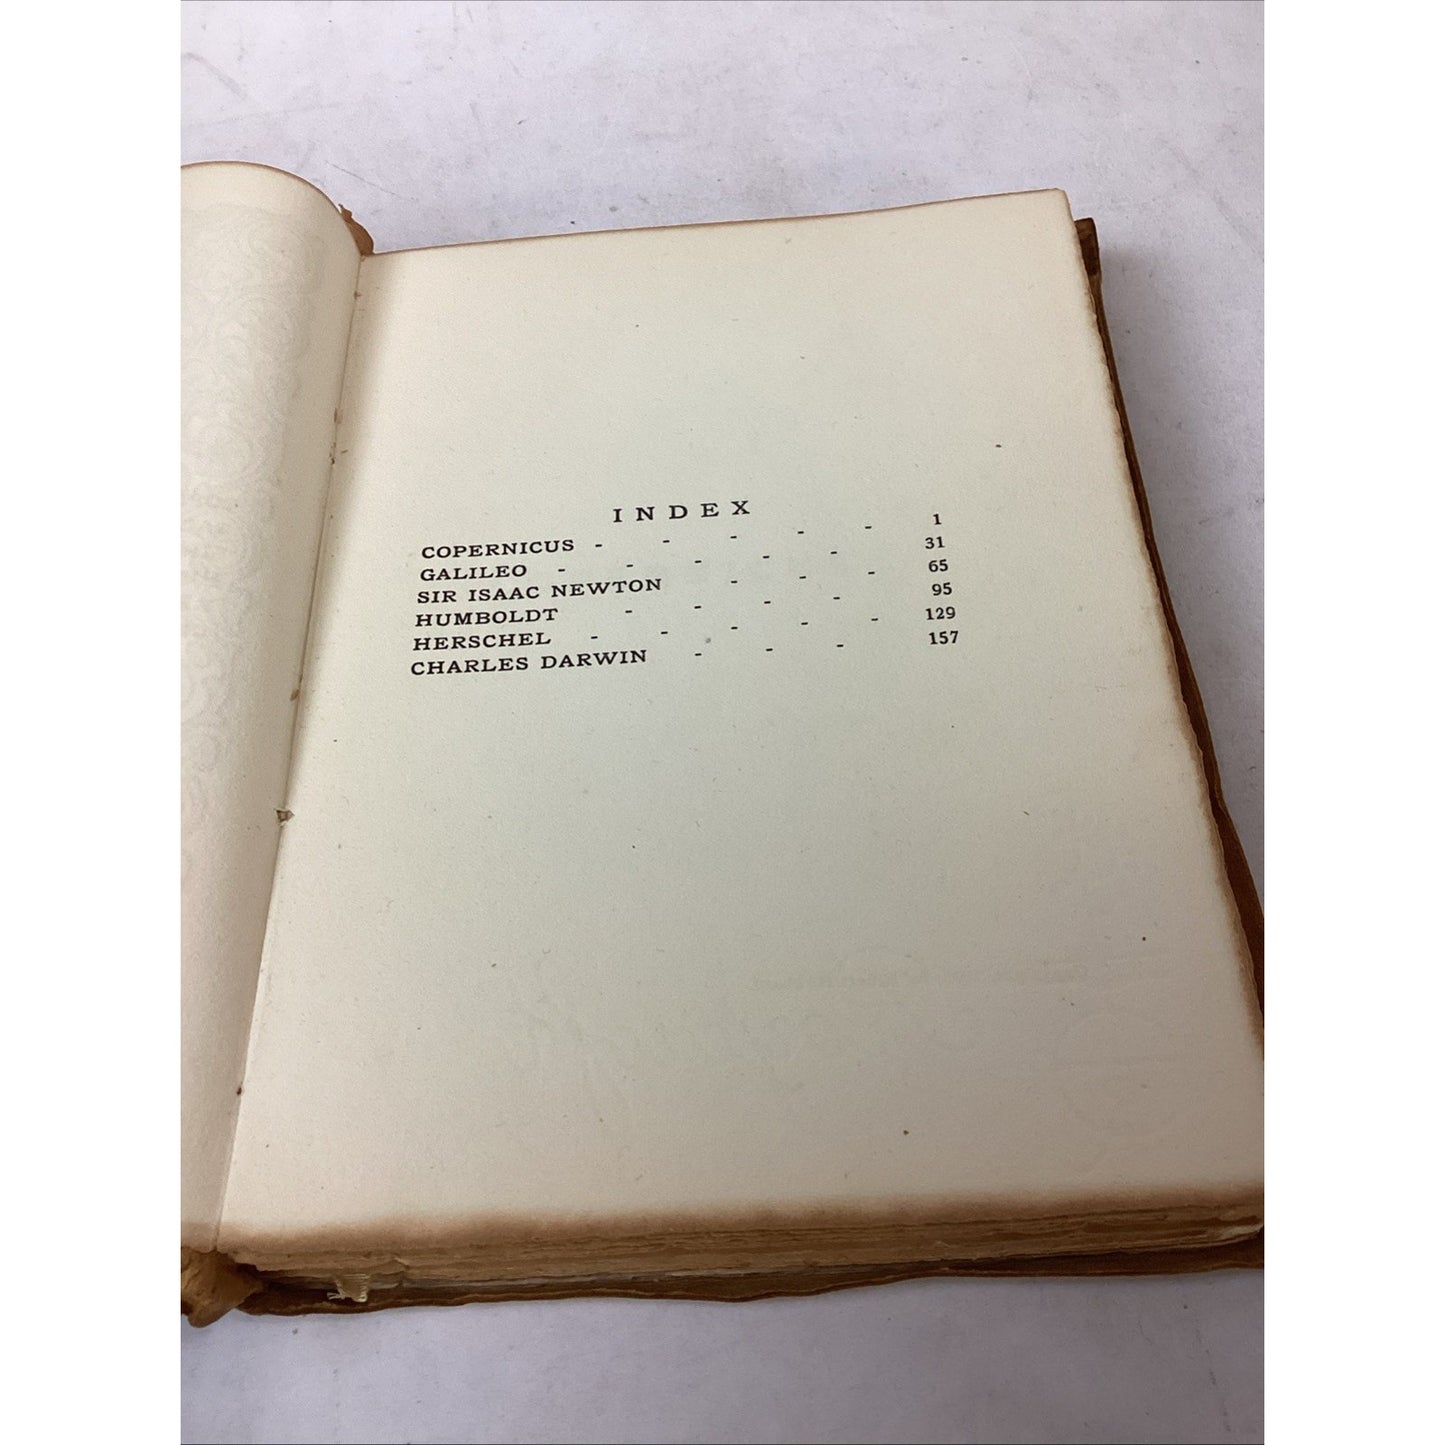 INDEX
COPERNICUS - - - - - 1
GALILEO - - - - - 31
SIR ISAAC NEWTON - - - 65
HUMBOLDT - - - - 95
HERSCHEL - - - - - 129
CHARLES DARWIN - - - 157